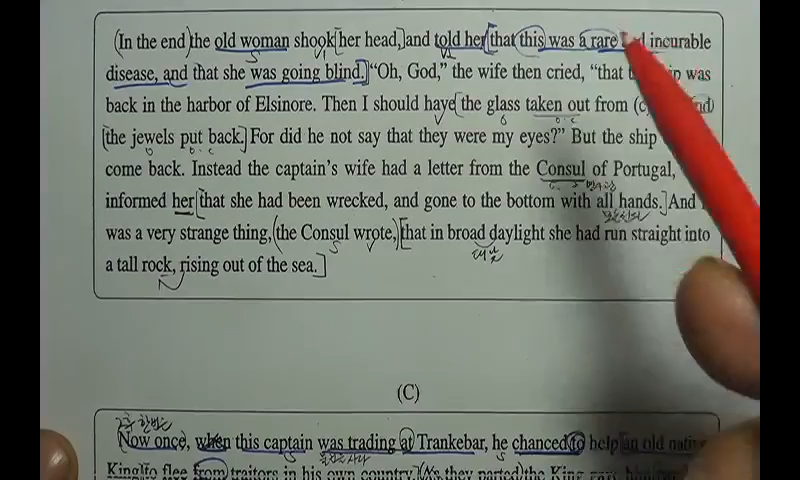 (In the end) the old woman shook [her head,] and told her [that this was a rare incurable
disease, and that she was going blind.] “Oh, God,” the wife then cried, “that was
back in the harbor of Elsinore. Then I should have [the glass taken out from
[the jewels put back.] For did he not say that they were my eyes?” But the ship
come back. Instead the captain's wife had a letter from the Consul of Portugal,
informed her [that she had been wrecked, and gone to the bottom with all hands.] And
was a very strange thing, (the Consul wrote,) [that in broad daylight she had run straight into
대낮
a tall rock, rising out of the sea.]
(C)
(Now once, when this captain was trading at Trankebar, he chanced to help an old native
King to flee from traitors in his own country. (As they parted) the King gave